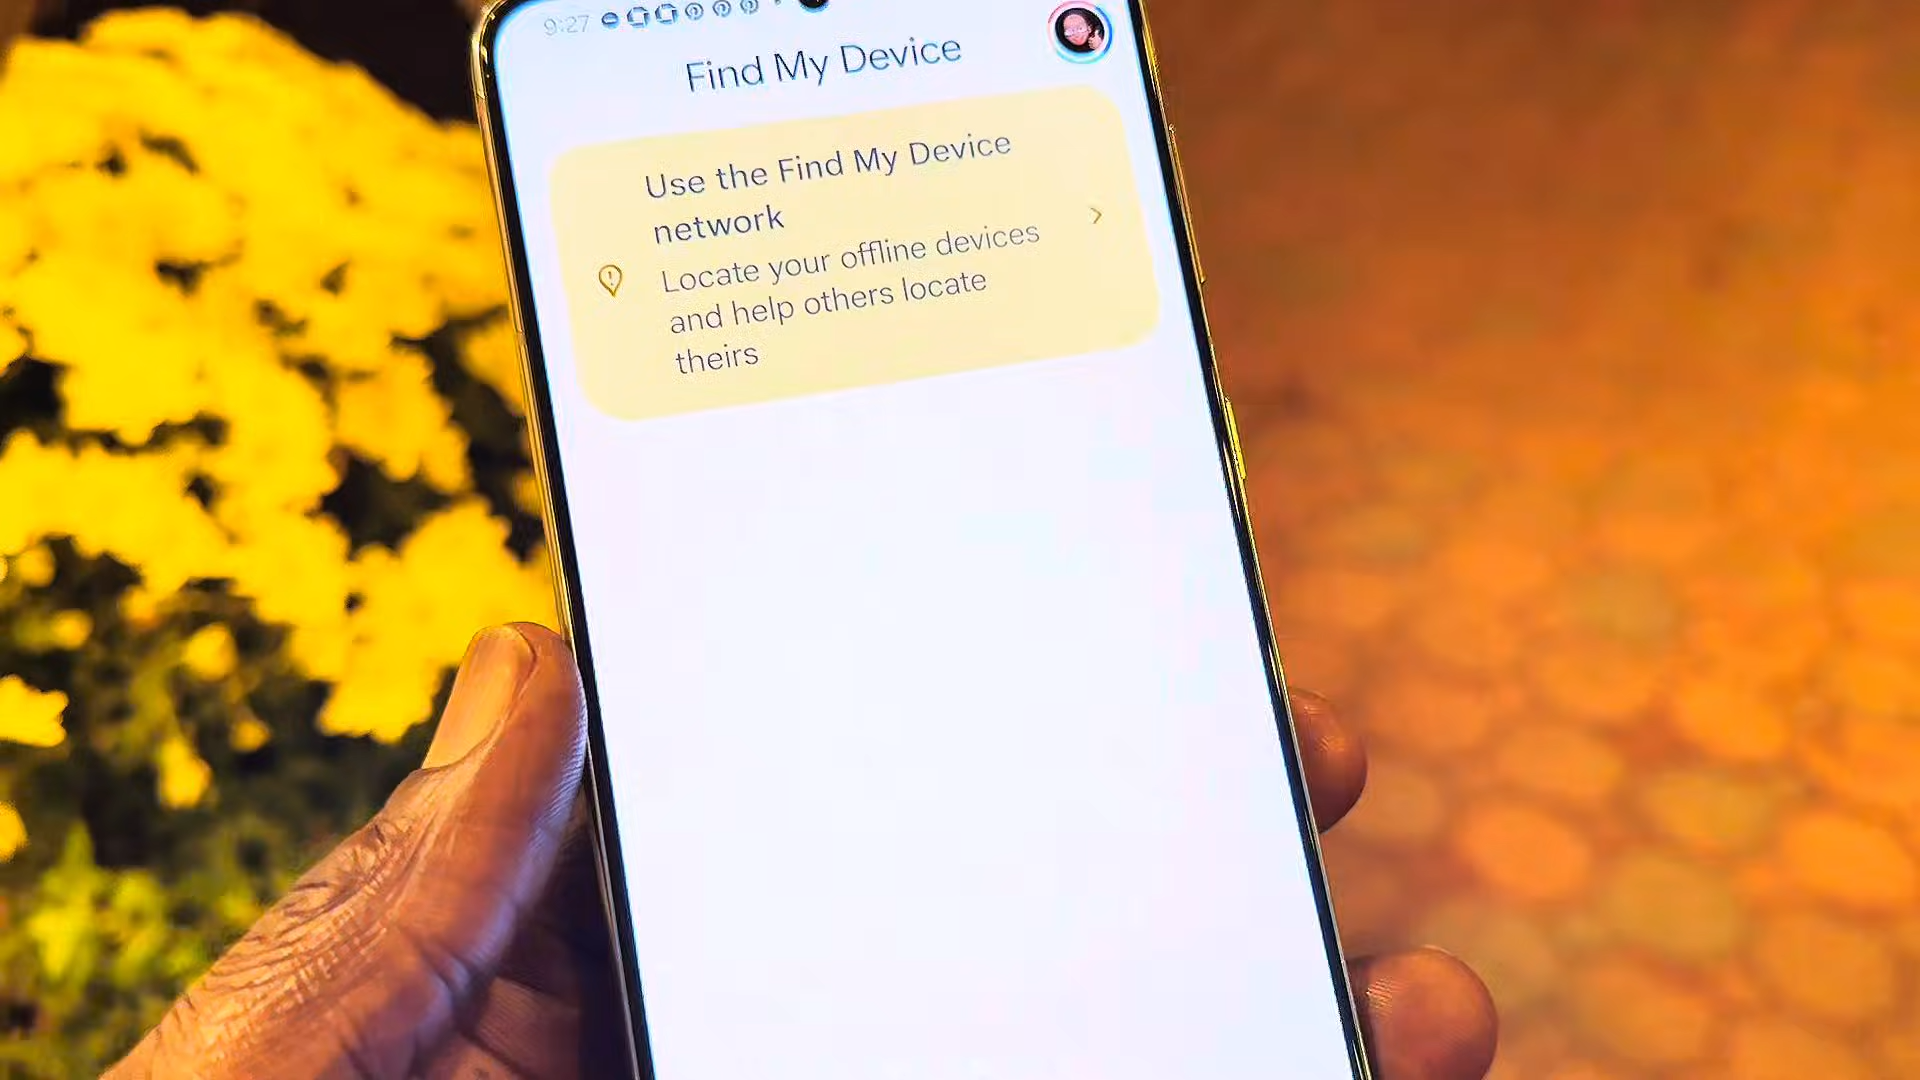 9:27
Find My Device
Use the Find My Device
network
Locate your offline devices
and help others locate
theirs